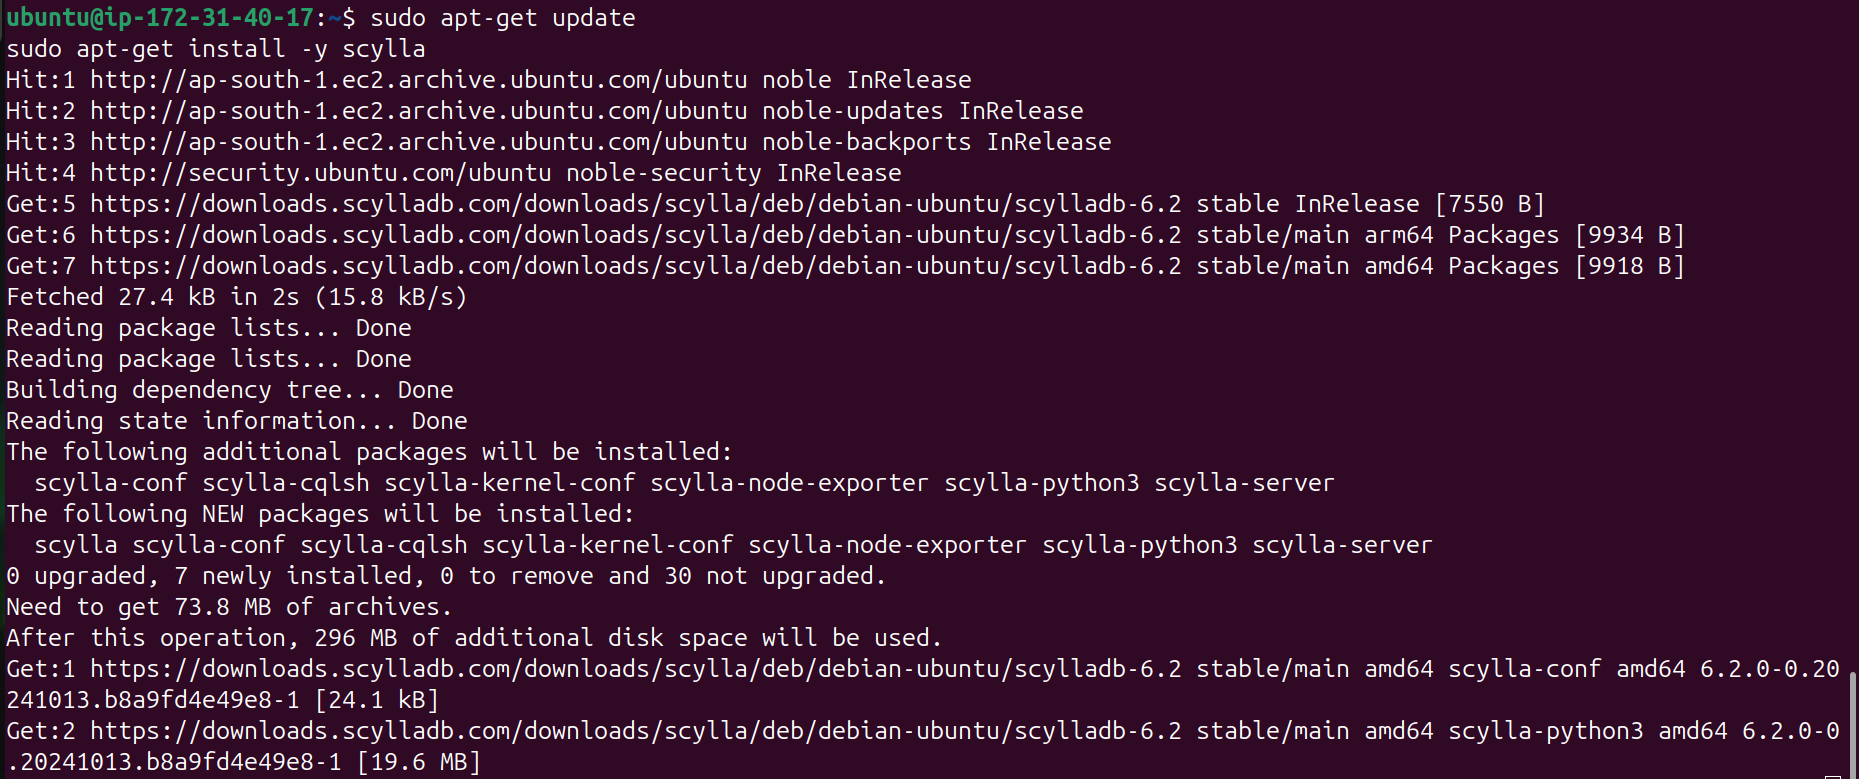 ubuntu@ip-172-31-40-17:~$ sudo apt-get update
sudo apt-get install -y scylla
Hit:1 http://ap-south-1.ec2.archive.ubuntu.com/ubuntu noble InRelease
Hit:2 http://ap-south-1.ec2.archive.ubuntu.com/ubuntu noble-updates InRelease
Hit:3 http://ap-south-1.ec2.archive.ubuntu.com/ubuntu noble-backports InRelease
Hit:4 http://security.ubuntu.com/ubuntu noble-security InRelease
Get:5 https://downloads.scylladb.com/downloads/scylla/deb/debian-ubuntu/scylladb-6.2 stable InRelease [7550 B]
Get:6 https://downloads.scylladb.com/downloads/scylla/deb/debian-ubuntu/scylladb-6.2 stable/main arm64 Packages [9934 B]
Get:7 https://downloads.scylladb.com/downloads/scylla/deb/debian-ubuntu/scylladb-6.2 stable/main amd64 Packages [9918 B]
Fetched 27.4 kB in 2s (15.8 kB/s)
Reading package lists... Done
Reading package lists... Done
Building dependency tree... Done
Reading state information... Done
The following additional packages will be installed:
  scylla-conf scylla-cqlsh scylla-kernel-conf scylla-node-exporter scylla-python3 scylla-server
The following NEW packages will be installed:
  scylla scylla-conf scylla-cqlsh scylla-kernel-conf scylla-node-exporter scylla-python3 scylla-server
0 upgraded, 7 newly installed, 0 to remove and 30 not upgraded.
Need to get 73.8 MB of archives.
After this operation, 296 MB of additional disk space will be used.
Get:1 https://downloads.scylladb.com/downloads/scylla/deb/debian-ubuntu/scylladb-6.2 stable/main amd64 scylla-conf amd64 6.2.0-0.20
241013.b8a9fd4e49e8-1 [24.1 kB]
Get:2 https://downloads.scylladb.com/downloads/scylla/deb/debian-ubuntu/scylladb-6.2 stable/main amd64 scylla-python3 amd64 6.2.0-0
.20241013.b8a9fd4e49e8-1 [19.6 MB]